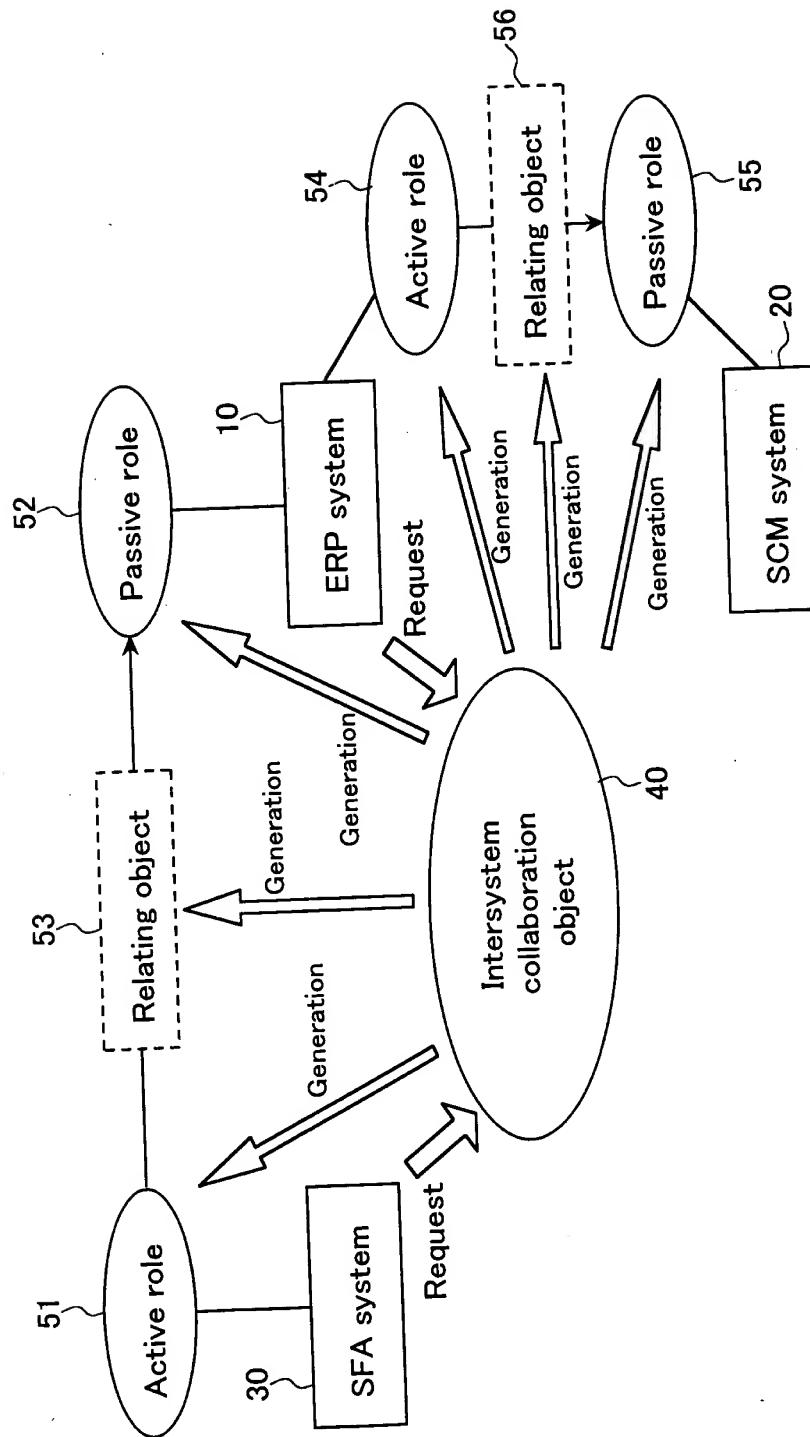 51
Active role
30
SFA system
Request
Generation
53
Relating object
Generation
Generation
52
Passive role
10
ERP system
Request
Intersystem
collaboration
object
40
Generation
Generation
Generation
54
Active role
Relating object
56
Passive role
55
20
SCM system